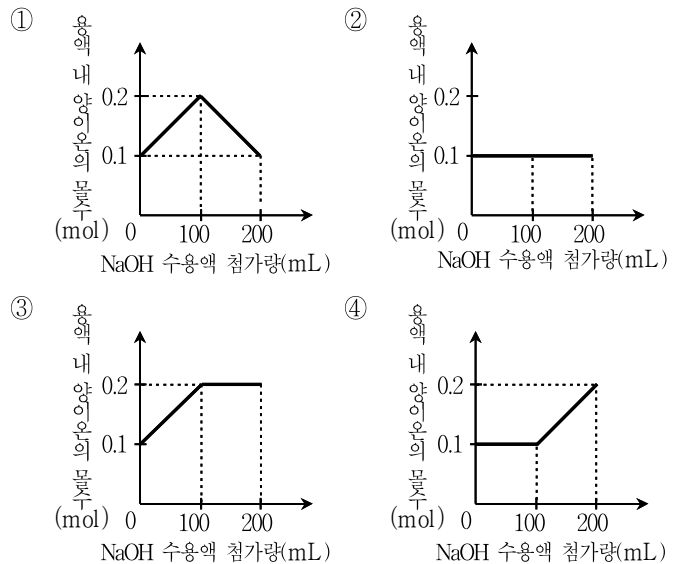 ①
용액 내 양이온의 몰수
(mol)
0.2
0.1
0 100 200
NaOH 수용액 첨가량(mL)
②
용액 내 양이온의 몰수
(mol)
0.2
0.1
0 100 200
NaOH 수용액 첨가량(mL)
③
용액 내 양이온의 몰수
(mol)
0.2
0.1
0 100 200
NaOH 수용액 첨가량(mL)
④
용액 내 양이온의 몰수
(mol)
0.2
0.1
0 100 200
NaOH 수용액 첨가량(mL)